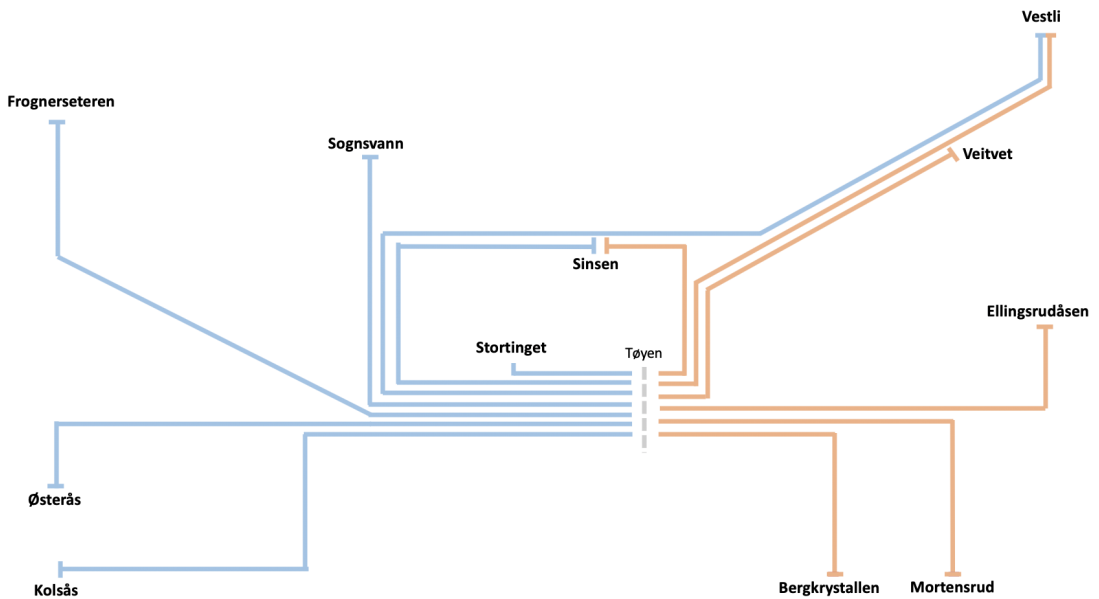 Vestli
Frognerseteren
Sognsvann
Veitvet
Sinsen
Ellingsrudåsen
Stortinget
Tøyen
Østerås
Kolsås
Bergkrystallen
Mortensrud